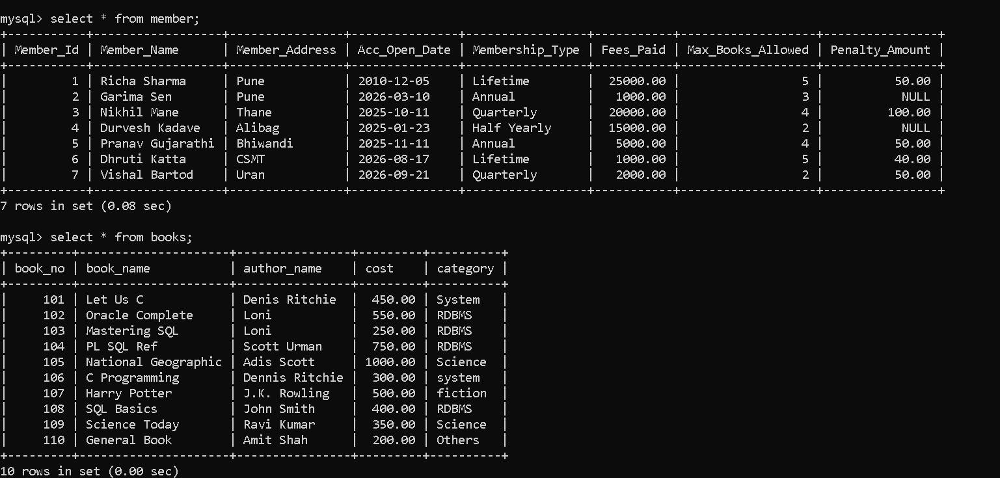 mysql> select * from member;
+-----------+------------------+----------------+---------------+-----------------+-----------+-------------------+----------------+
| Member_Id | Member_Name      | Member_Address | Acc_Open_Date | Membership_Type | Fees_Paid | Max_Books_Allowed | Penalty_Amount |
+-----------+------------------+----------------+---------------+-----------------+-----------+-------------------+----------------+
|         1 | Richa Sharma     | Pune           | 2010-12-05    | Lifetime        |  25000.00 |                 5 |          50.00 |
|         2 | Garima Sen       | Pune           | 2026-03-10    | Annual          |   1000.00 |                 3 |           NULL |
|         3 | Nikhil Mane      | Thane          | 2025-10-11    | Quarterly       |  20000.00 |                 4 |         100.00 |
|         4 | Durvesh Kadave   | Alibag         | 2025-01-23    | Half Yearly     |  15000.00 |                 2 |           NULL |
|         5 | Pranav Gujarathi | Bhiwandi       | 2025-11-11    | Annual          |   5000.00 |                 4 |          50.00 |
|         6 | Dhruti Katta     | CSMT           | 2026-08-17    | Lifetime        |   1000.00 |                 5 |          40.00 |
|         7 | Vishal Bartod    | Uran           | 2026-09-21    | Quarterly       |   2000.00 |                 2 |          50.00 |
+-----------+------------------+----------------+---------------+-----------------+-----------+-------------------+----------------+
7 rows in set (0.08 sec)

mysql> select * from books;
+---------+---------------------+----------------+---------+----------+
| book_no | book_name           | author_name    | cost    | category |
+---------+---------------------+----------------+---------+----------+
|     101 | Let Us C            | Denis Ritchie  |  450.00 | System   |
|     102 | Oracle Complete     | Loni           |  550.00 | RDBMS    |
|     103 | Mastering SQL       | Loni           |  250.00 | RDBMS    |
|     104 | PL SQL Ref          | Scott Urman    |  750.00 | RDBMS    |
|     105 | National Geographic | Adis Scott     | 1000.00 | Science  |
|     106 | C Programming       | Dennis Ritchie |  300.00 | system   |
|     107 | Harry Potter        | J.K. Rowling   |  500.00 | fiction  |
|     108 | SQL Basics          | John Smith     |  400.00 | RDBMS    |
|     109 | Science Today       | Ravi Kumar     |  350.00 | Science  |
|     110 | General Book        | Amit Shah      |  200.00 | Others   |
+---------+---------------------+----------------+---------+----------+
10 rows in set (0.00 sec)